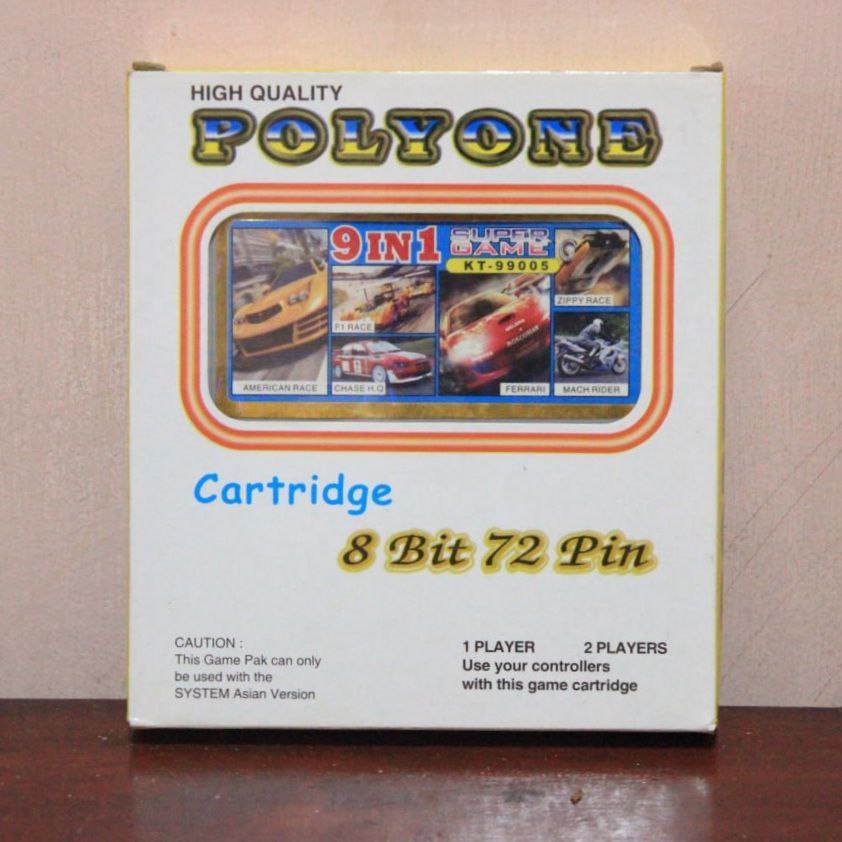 HIGH QUALITY
POLYONE
9 IN 1
SUPER
GAME
KT-99005
AMERICAN RACE
F1 RACE
CHASE H.Q
FERRARI
ZIPPY RACE
MACH RIDER
Cartridge
8 Bit 72 Pin
CAUTION :
This Game Pak can only
be used with the
SYSTEM Asian Version
1 PLAYER 2 PLAYERS
Use your controllers
with this game cartridge